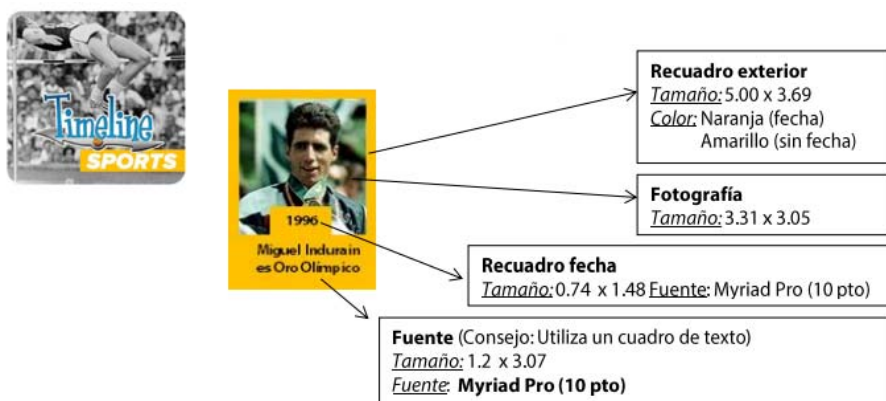 Timeline
SPORTS
Recuadro exterior
Tamaño: 5.00 x 3.69
Color: Naranja (fecha)
Amarillo (sin fecha)
Fotografía
Tamaño: 3.31 x 3.05
1996
Miguel Indurain
es Oro Olímpico
Recuadro fecha
Tamaño: 0.74 x 1.48 Fuente: Myriad Pro (10 pto)
Fuente (Consejo: Utiliza un cuadro de texto)
Tamaño: 1.2 x 3.07
Fuente: Myriad Pro (10 pto)